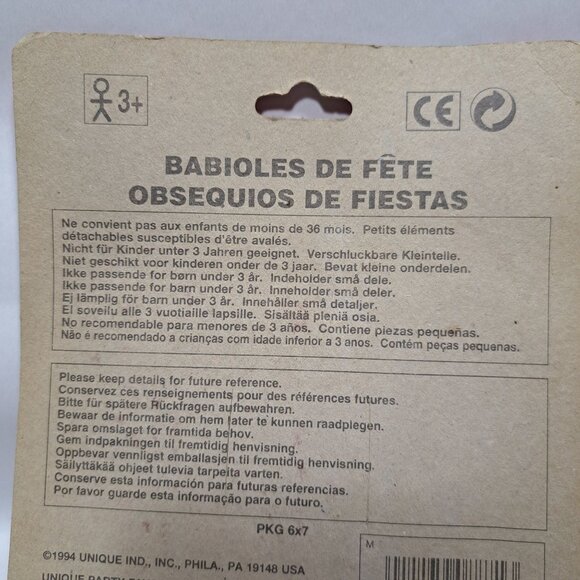 3+
CE
BABIOLES DE FÊTE
OBSEQUIOS DE FIESTAS
Ne convient pas aux enfants de moins de 36 mois. Petits éléments
détachables susceptibles d'être avalés.
Nicht für Kinder unter 3 Jahren geeignet. Verschluckbare Kleinteile.
Niet geschikt voor kinderen onder de 3 jaar. Bevat kleine onderdelen.
Ikke passende for børn under 3 år. Indeholder små dele.
Ikke passende for barn under 3 år. Inneholder små deler.
Ej lämplig för barn under 3 år. Innehåller små detaljer.
Ei soveilu alle 3 vuotiaille lapsille. Sisältää pleniä osia.
No recomendable para menores de 3 años. Contiene piezas pequeñas.
Não é recomendado a crianças com idade inferior a 3 anos. Contém peças pequenas.
Please keep details for future reference.
Conservez ces renseignements pour des références futures.
Bitte für spätere Rückfragen aufbewahren.
Bewaar de informatie om hem later te kunnen raadplegen.
Spara omslaget for framtida behov.
Gem indpakningen til fremtidig henvisning.
Oppbevar vennligst emballasjen til fremtidig henvisning.
Säilyttäkää ohjeet tulevia tarpeita varten.
Conserve esta información para futuras referencias.
Por favor guarde esta informação para o futuro.
PKG 6x7
M
©1994 UNIQUE IND., INC., PHILA., PA 19148 USA
UNIQUE PARTY